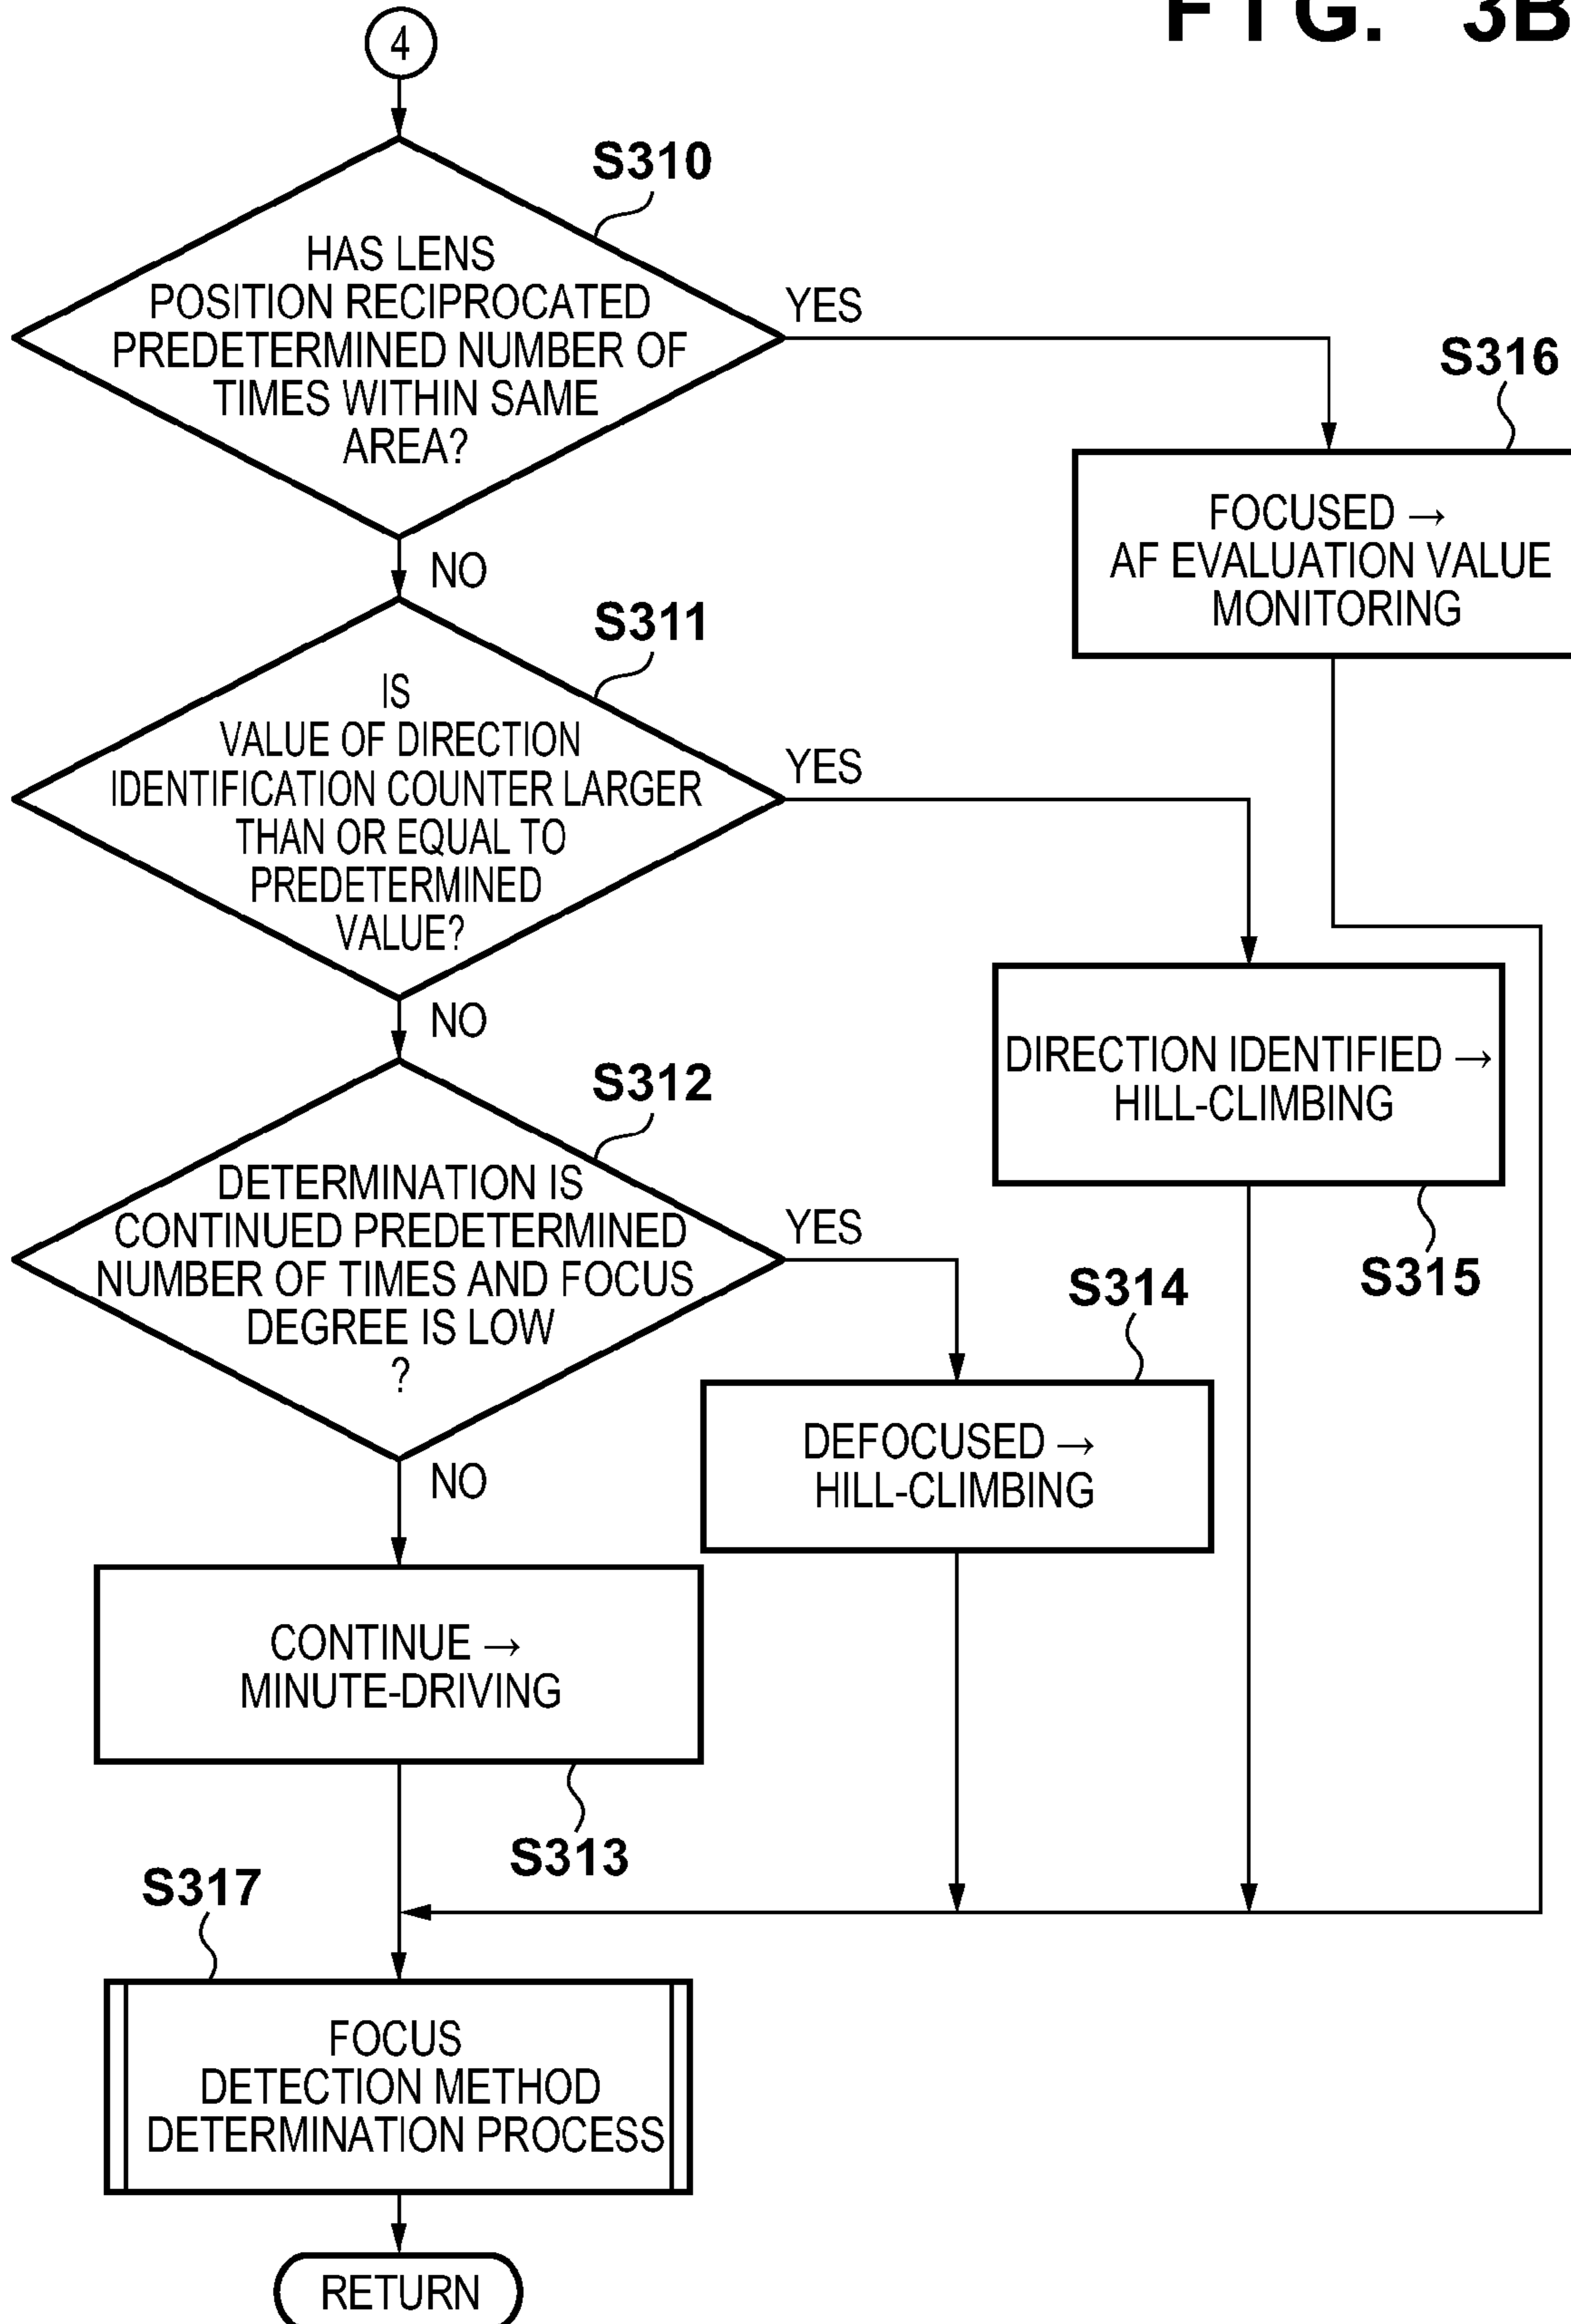 FIG. 3B
4
S310
HAS LENS
POSITION RECIPROCATED
PREDETERMINED NUMBER OF
TIMES WITHIN SAME
AREA?
YES
NO
S316
FOCUSED →
AF EVALUATION VALUE
MONITORING
S311
IS
VALUE OF DIRECTION
IDENTIFICATION COUNTER LARGER
THAN OR EQUAL TO
PREDETERMINED
VALUE?
YES
NO
DIRECTION IDENTIFIED →
HILL-CLIMBING
S315
S312
DETERMINATION IS
CONTINUED PREDETERMINED
NUMBER OF TIMES AND FOCUS
DEGREE IS LOW
?
YES
NO
S314
DEFOCUSED →
HILL-CLIMBING
CONTINUE →
MINUTE-DRIVING
S313
S317
FOCUS
DETECTION METHOD
DETERMINATION PROCESS
RETURN